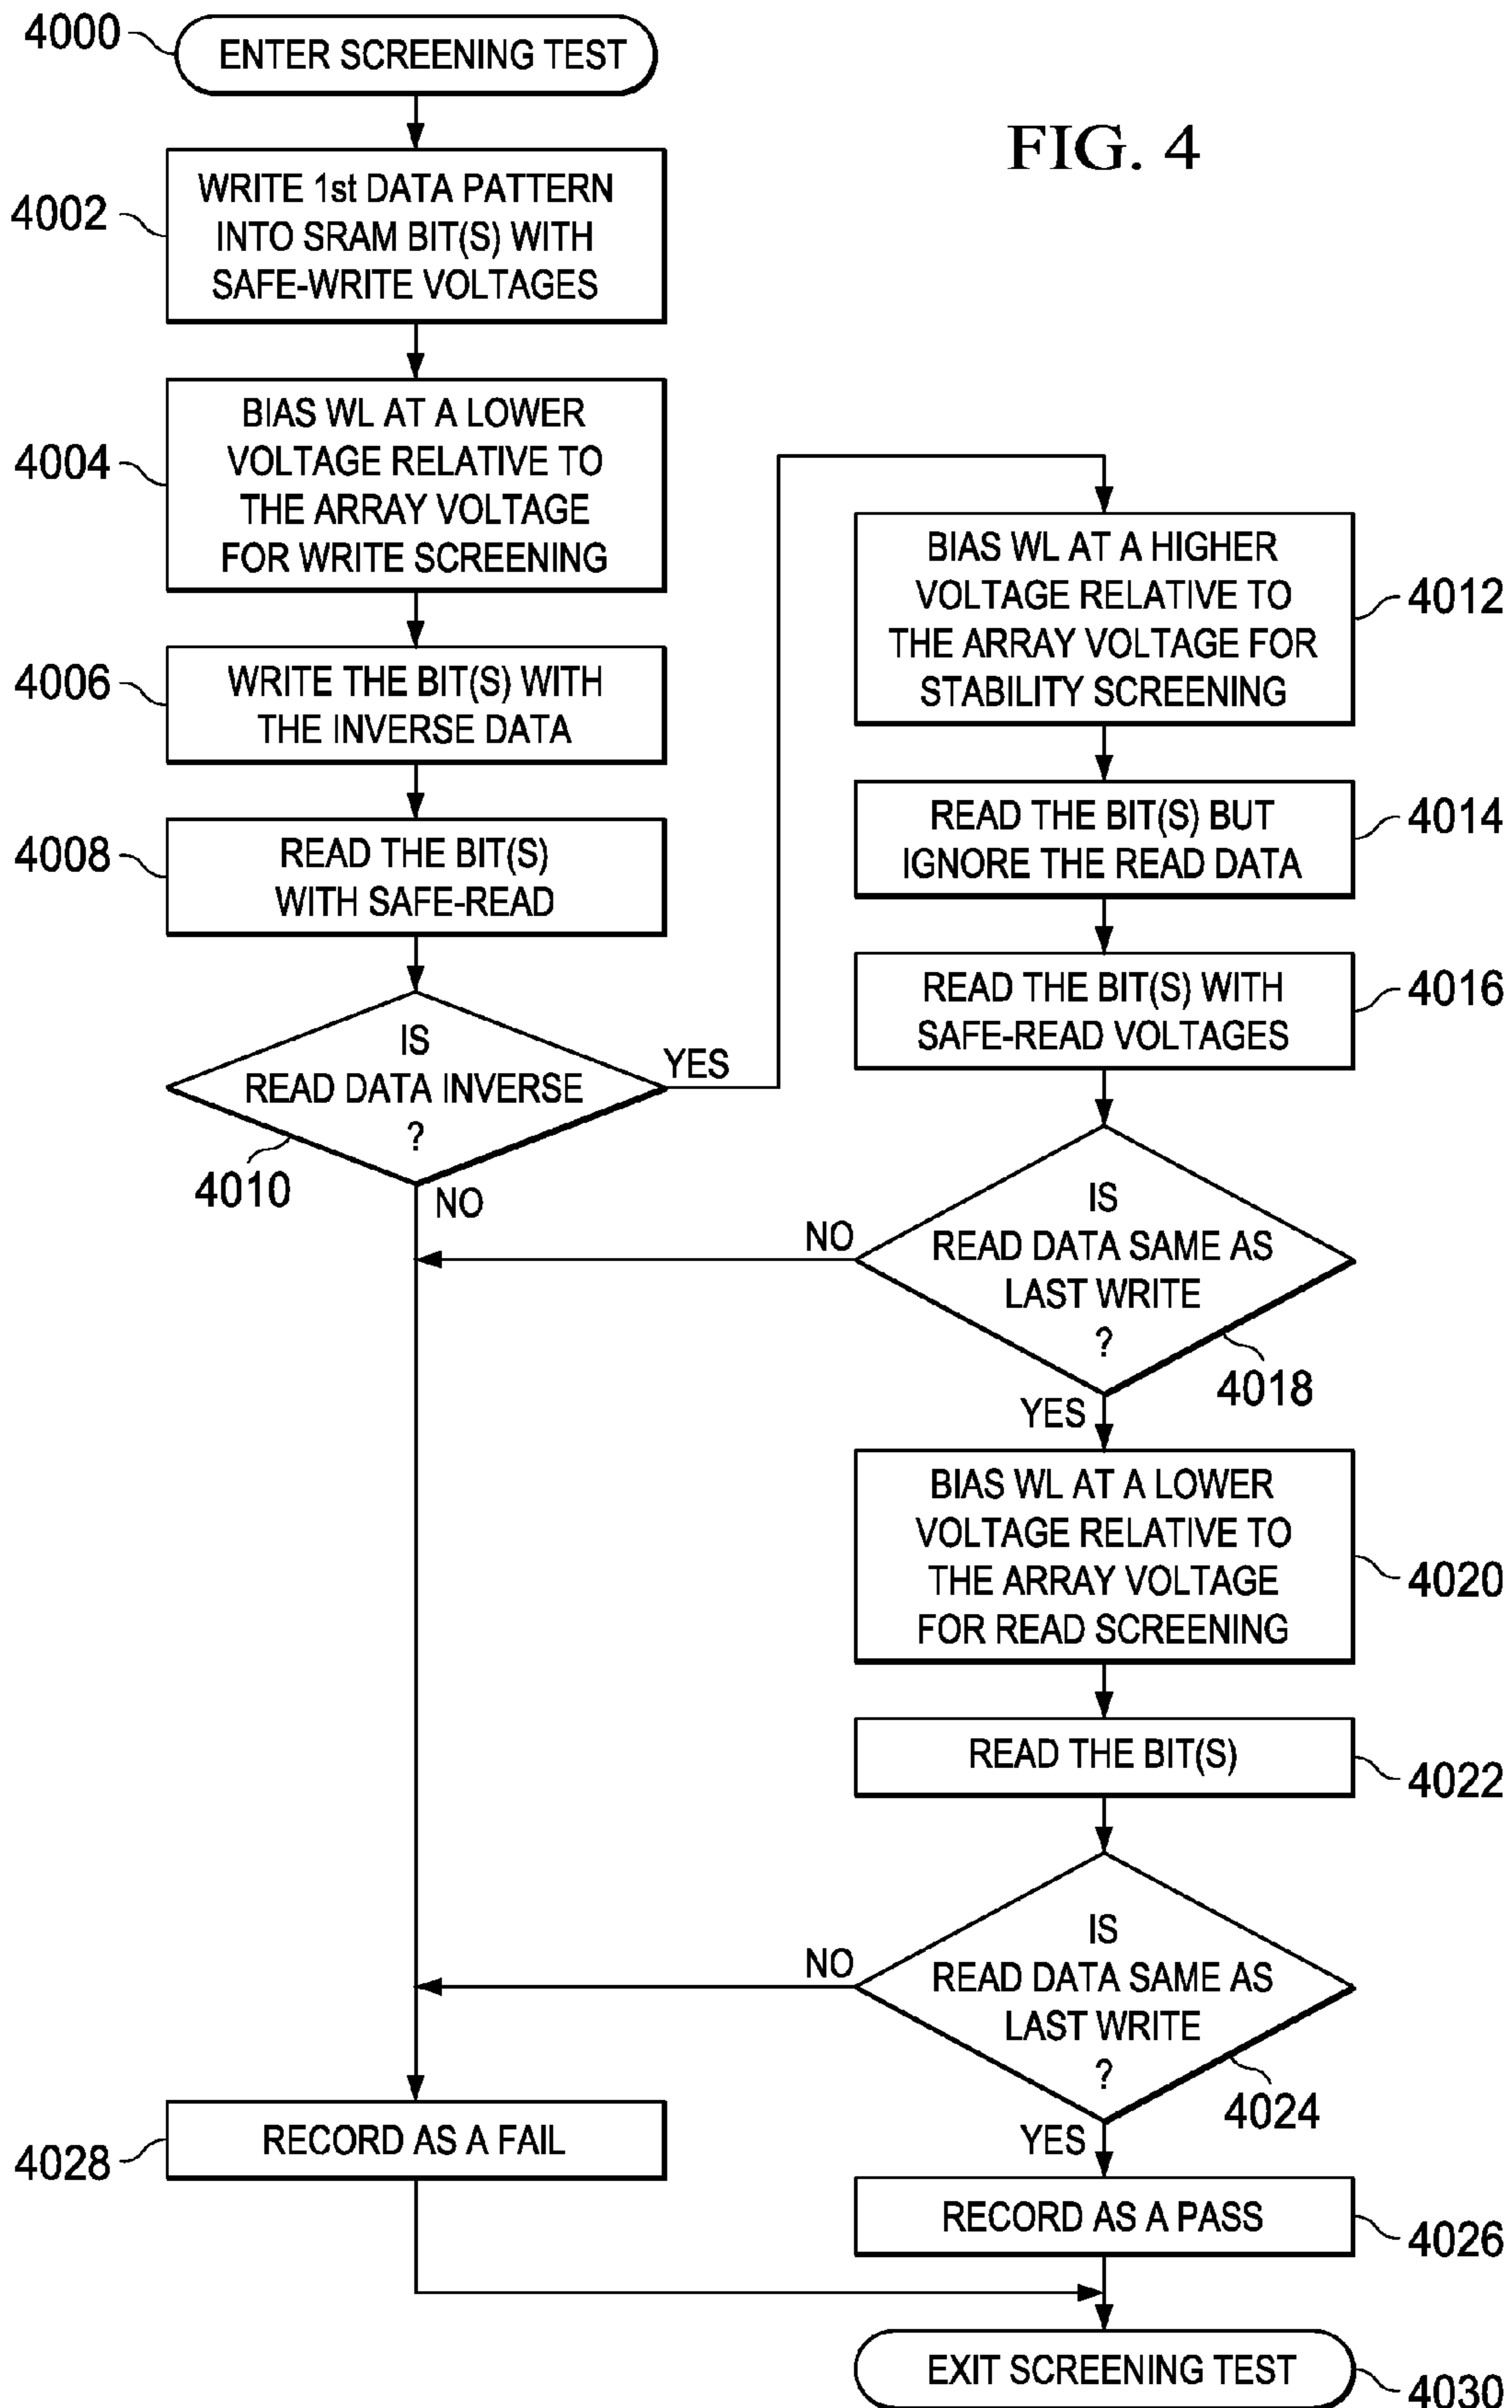 4000
ENTER SCREENING TEST
FIG. 4
4002
WRITE 1st DATA PATTERN
INTO SRAM BIT(S) WITH
SAFE-WRITE VOLTAGES
4004
BIAS WL AT A LOWER
VOLTAGE RELATIVE TO
THE ARRAY VOLTAGE
FOR WRITE SCREENING
4006
WRITE THE BIT(S) WITH
THE INVERSE DATA
4008
READ THE BIT(S)
WITH SAFE-READ
IS
READ DATA INVERSE
?
4010
YES
NO
BIAS WL AT A HIGHER
VOLTAGE RELATIVE TO
THE ARRAY VOLTAGE FOR
STABILITY SCREENING
4012
READ THE BIT(S) BUT
IGNORE THE READ DATA
4014
READ THE BIT(S) WITH
SAFE-READ VOLTAGES
4016
IS
READ DATA SAME AS
LAST WRITE
?
4018
NO
YES
BIAS WL AT A LOWER
VOLTAGE RELATIVE TO
THE ARRAY VOLTAGE
FOR READ SCREENING
4020
READ THE BIT(S)
4022
IS
READ DATA SAME AS
LAST WRITE
?
4024
NO
YES
4028
RECORD AS A FAIL
RECORD AS A PASS
4026
EXIT SCREENING TEST
4030